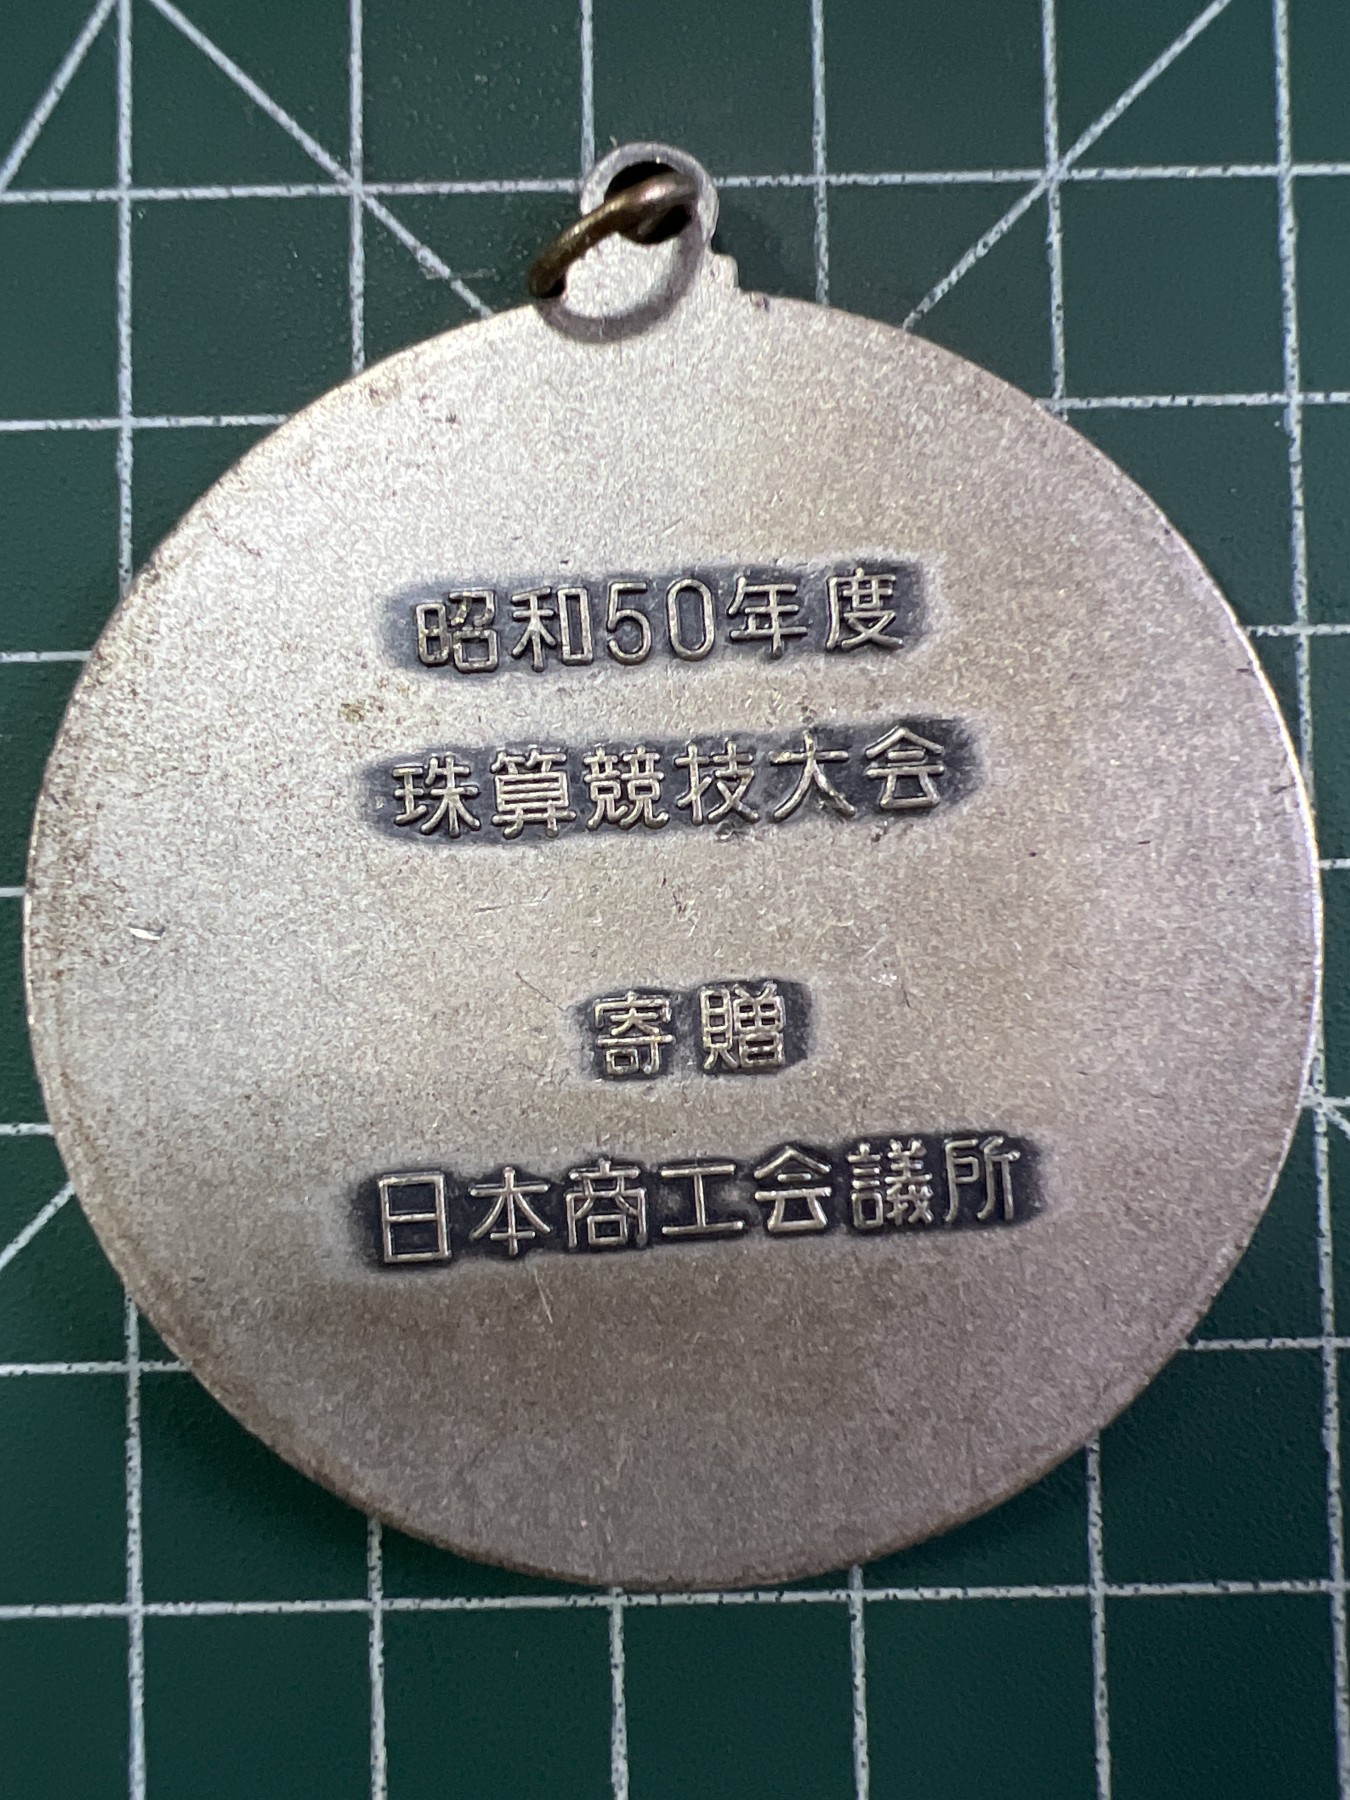 昭和50年度
珠算競技大会
寄贈
日本商工会議所